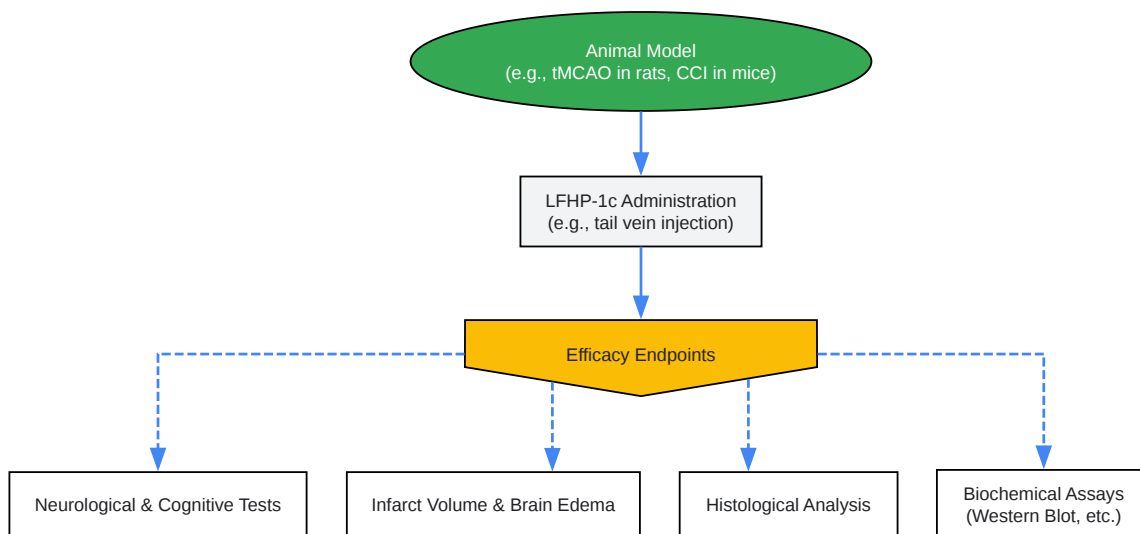 Animal Model
(e.g., tMCAO in rats, CCI in mice)
LFHP-1c Administration
(e.g., tail vein injection)
Efficacy Endpoints
Neurological & Cognitive Tests
Infarct Volume & Brain Edema
Histological Analysis
Biochemical Assays
(Western Blot, etc.)